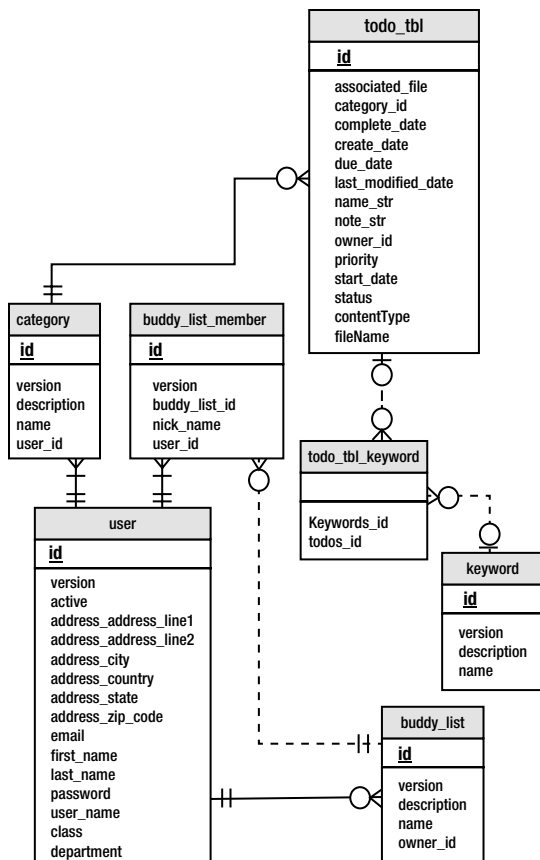 todo_tbl
id
associated_file
category_id
complete_date
create_date
due_date
last_modified_date
name_str
note_str
owner_id
priority
start_date
status
contentType
fileName
category
id
version
description
name
user_id
buddy_list_member
id
version
buddy_list_id
nick_name
user_id
todo_tbl_keyword
Keywords_id
todos_id
keyword
id
version
description
name
user
id
version
active
address_address_line1
address_address_line2
address_city
address_country
address_state
address_zip_code
email
first_name
last_name
password
user_name
class
department
buddy_list
id
version
description
name
owner_id